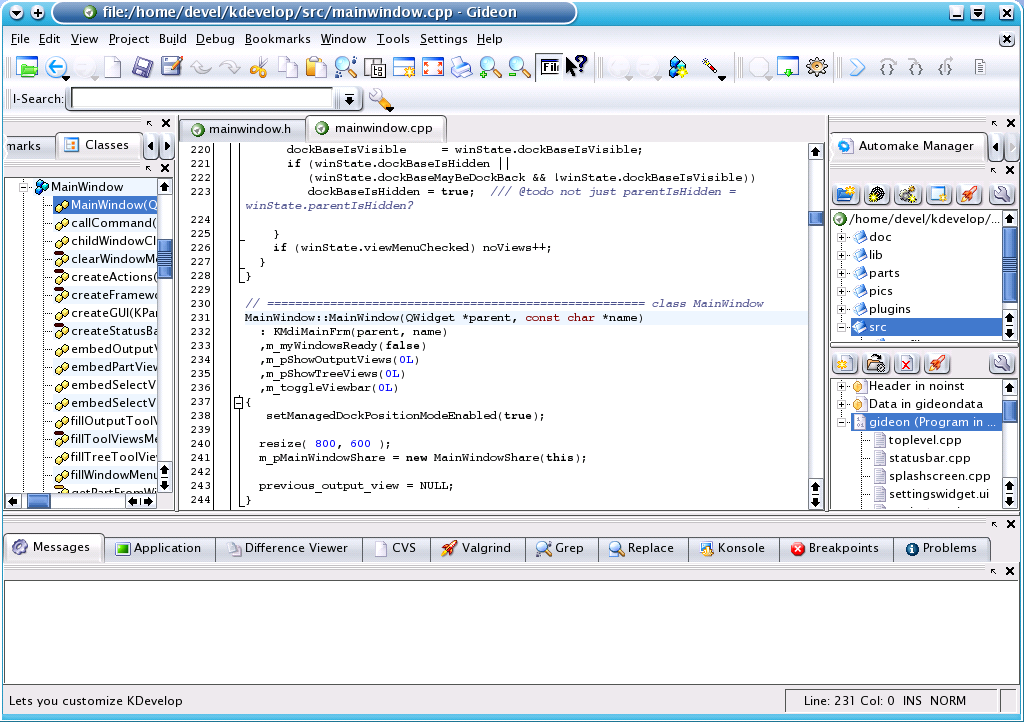 file:/home/devel/kdevelop/src/mainwindow.cpp - Gideon
File Edit View Project Build Debug Bookmarks Window Tools Settings Help
I-Search:
marks Classes
MainWindow
MainWindow(Q
callCommand(
childWindowCl
clearWindowMe
createActions(
createFramewo
createGUI(KPar
createStatusBa
embedOutputV
embedPartView
embedSelectV
embedSelectV
fillOutputToolV
fillToolViewsMe
fillTreeToolVie
fillWindowMenu
getPartFromWi
mainwindow.h mainwindow.cpp
220 dockBaseIsVisible = winState.dockBaseIsVisible;
221 if (winState.dockBaseIsHidden ||
222 (winState.dockBaseMayBeDockBack && !winState.dockBaseIsVisible))
223 dockBaseIsHidden = true; /// @todo not just parentIsHidden =
winState.parentIsHidden?
224
225 }
226 if (winState.viewMenuChecked) noViews++;
227 }
228 }
229
230 // ====================================================== class MainWindow
231 MainWindow::MainWindow(QWidget *parent, const char *name)
232 : KMdiMainFrm(parent, name)
233 ,m_myWindowsReady(false)
234 ,m_pShowOutputViews(0L)
235 ,m_pShowTreeViews(0L)
236 ,m_toggleViewbar(0L)
237 {
238 setManagedDockPositionModeEnabled(true);
239
240 resize( 800, 600 );
241 m_pMainWindowShare = new MainWindowShare(this);
242
243 previous_output_view = NULL;
244 }
Automake Manager
/home/devel/kdevelop/...
doc
lib
parts
pics
plugins
src
Header in noinst
Data in gideondata
gideon (Program in ...
toplevel.cpp
statusbar.cpp
splashscreen.cpp
settingswidget.ui
Messages Application Difference Viewer CVS Valgrind Grep Replace Konsole Breakpoints Problems
Lets you customize KDevelop
Line: 231 Col: 0 INS NORM